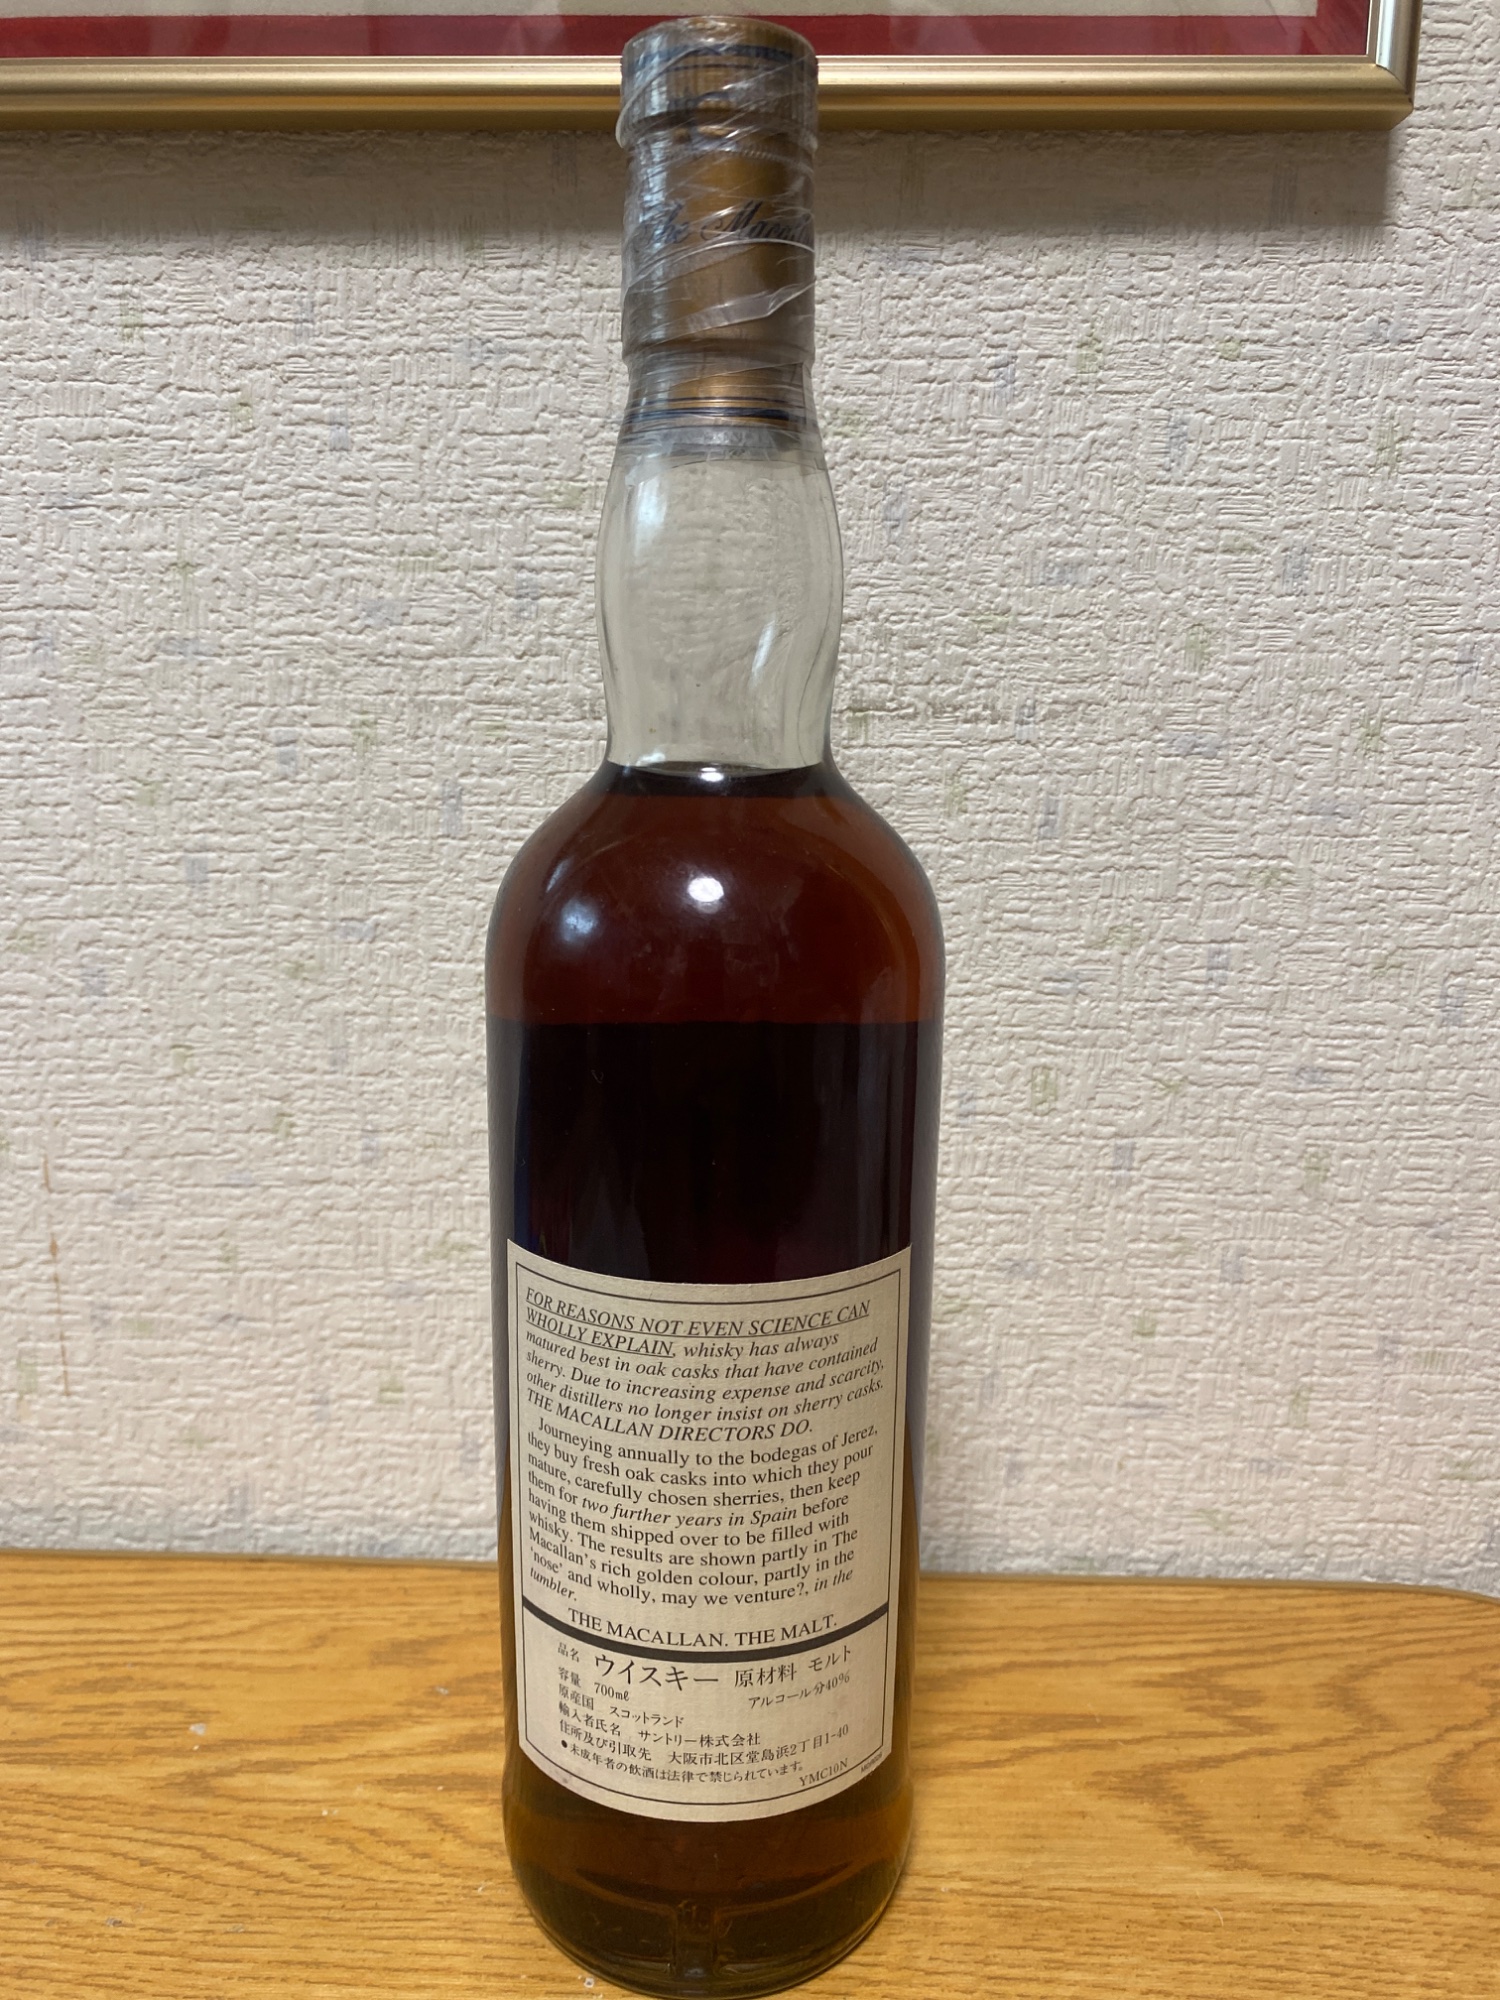 The Macallan
FOR REASONS NOT EVEN SCIENCE CAN
WHOLLY EXPLAIN, whisky has always
matured best in oak casks that have contained
sherry. Due to increasing expense and scarcity,
other distillers no longer insist on sherry casks.
THE MACALLAN DIRECTORS DO.
Journeying annually to the bodegas of Jerez,
they buy fresh oak casks into which they pour
mature, carefully chosen sherries, then keep
them for two further years in Spain before
having them shipped over to be filled with
whisky. The results are shown partly in The
Macallan's rich golden colour, partly in the
'nose' and wholly, may we venture?, in the
tumbler.
THE MACALLAN. THE MALT.
品名 ウイスキー 原材料 モルト
容量 700mℓ アルコール分40%
原産国 スコットランド
輸入者氏名 サントリー株式会社
住所及び引取先 大阪市北区堂島浜2丁目1-40
●未成年者の飲酒は法律で禁じられています。
YMC10N